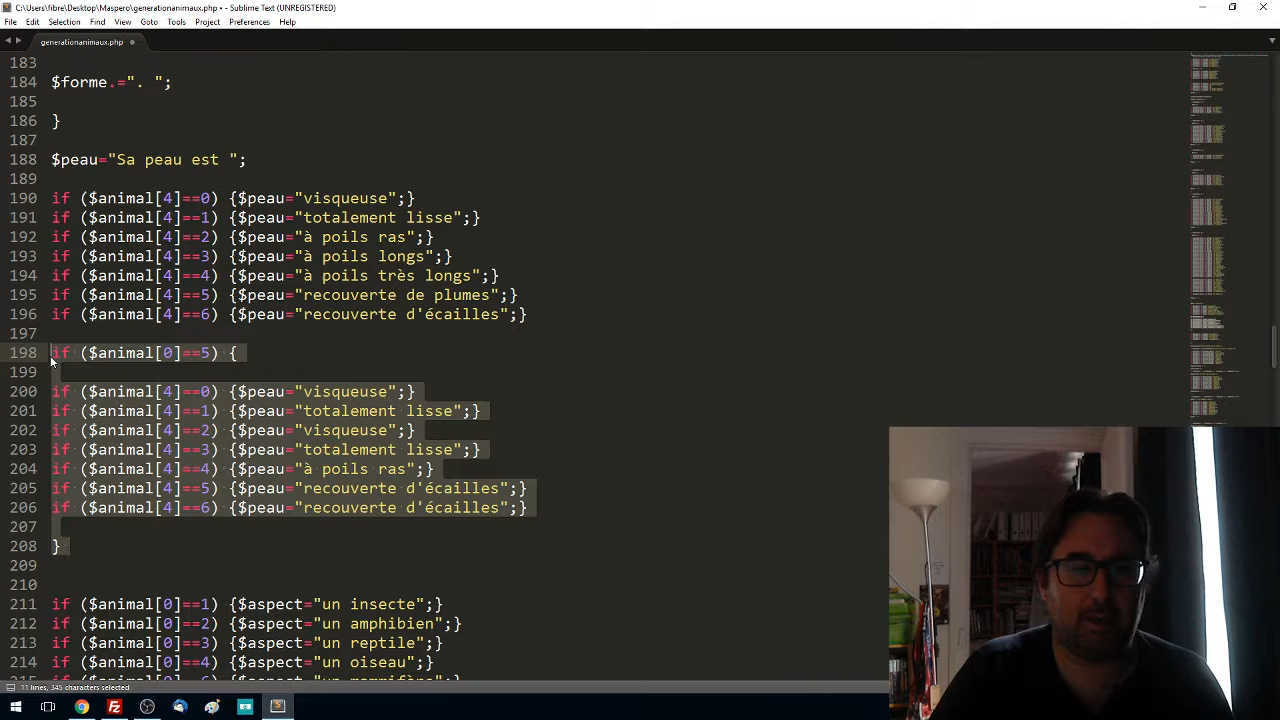 C:\Users\fibre\Desktop\Maspero\generationanimaux.php • - Sublime Text (UNREGISTERED)
File Edit Selection Find View Goto Tools Project Preferences Help
generationanimaux.php
183
184 $forme.=". ";
185
186 }
187
188 $peau="Sa peau est ";
189
190 if ($animal[4]==0) {$peau="visqueuse";}
191 if ($animal[4]==1) {$peau="totalement lisse";}
192 if ($animal[4]==2) {$peau="à poils ras";}
193 if ($animal[4]==3) {$peau="à poils longs";}
194 if ($animal[4]==4) {$peau="à poils très longs";}
195 if ($animal[4]==5) {$peau="recouverte de plumes";}
196 if ($animal[4]==6) {$peau="recouverte d'écailles";}
197
198 if ($animal[0]==5) {
199
200 if ($animal[4]==0) {$peau="visqueuse";}
201 if ($animal[4]==1) {$peau="totalement lisse";}
202 if ($animal[4]==2) {$peau="visqueuse";}
203 if ($animal[4]==3) {$peau="totalement lisse";}
204 if ($animal[4]==4) {$peau="à poils ras";}
205 if ($animal[4]==5) {$peau="recouverte d'écailles";}
206 if ($animal[4]==6) {$peau="recouverte d'écailles";}
207
208 }
209
210
211 if ($animal[0]==1) {$aspect="un insecte";}
212 if ($animal[0]==2) {$aspect="un amphibien";}
213 if ($animal[0]==3) {$aspect="un reptile";}
214 if ($animal[0]==4) {$aspect="un oiseau";}
11 lines, 345 characters selected